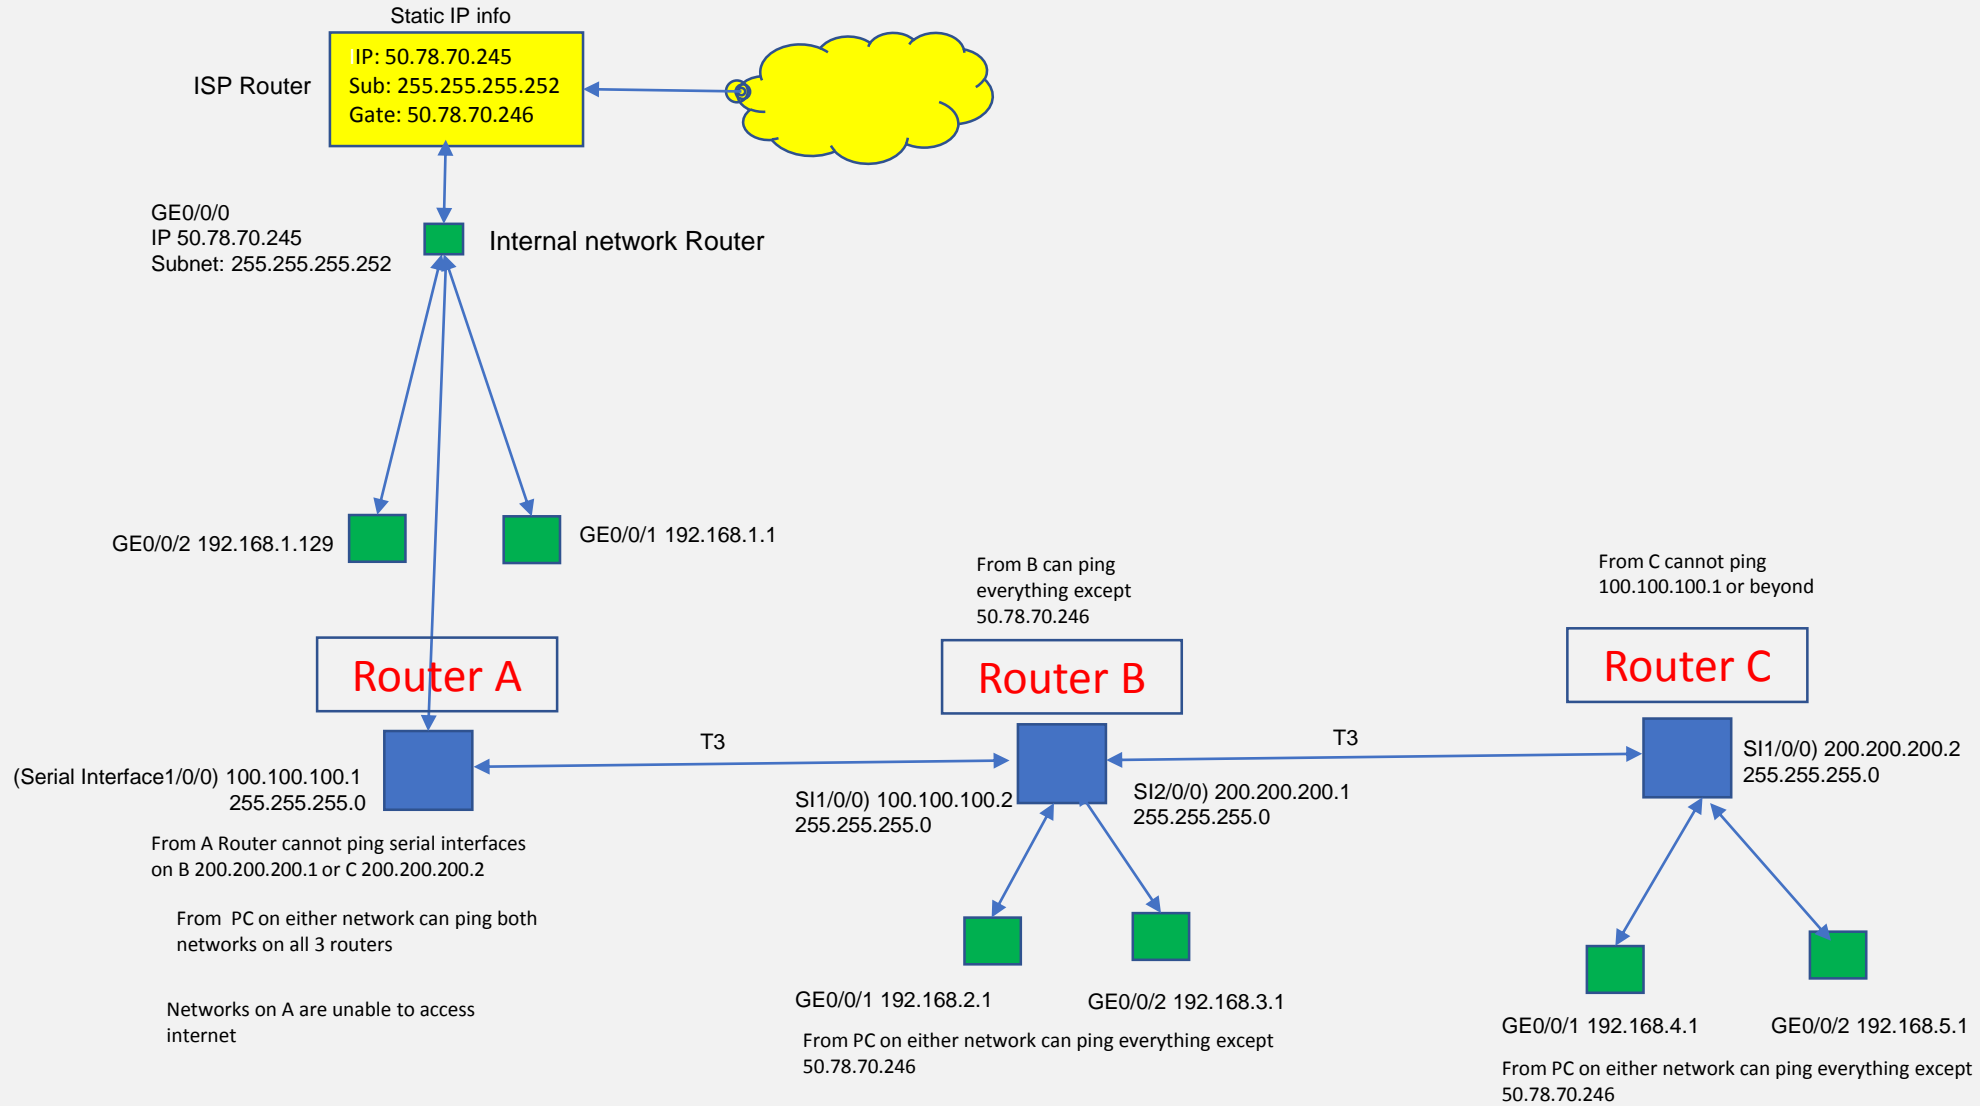 Static IP info
ISP Router
IP: 50.78.70.245
Sub: 255.255.255.252
Gate: 50.78.70.246
GE0/0/0
IP 50.78.70.245
Subnet: 255.255.255.252
Internal network Router
GE0/0/2 192.168.1.129
GE0/0/1 192.168.1.1
From B can ping
everything except
50.78.70.246
From C cannot ping
100.100.100.1 or beyond
Router A
Router B
Router C
T3
T3
(Serial Interface1/0/0) 100.100.100.1
255.255.255.0
SI1/0/0) 100.100.100.2
255.255.255.0
SI2/0/0) 200.200.200.1
255.255.255.0
SI1/0/0) 200.200.200.2
255.255.255.0
From A Router cannot ping serial interfaces
on B 200.200.200.1 or C 200.200.200.2
From  PC on either network can ping both
networks on all 3 routers
Networks on A are unable to access
internet
GE0/0/1 192.168.2.1
GE0/0/2 192.168.3.1
From PC on either network can ping everything except
50.78.70.246
GE0/0/1 192.168.4.1
GE0/0/2 192.168.5.1
From PC on either network can ping everything except
50.78.70.246